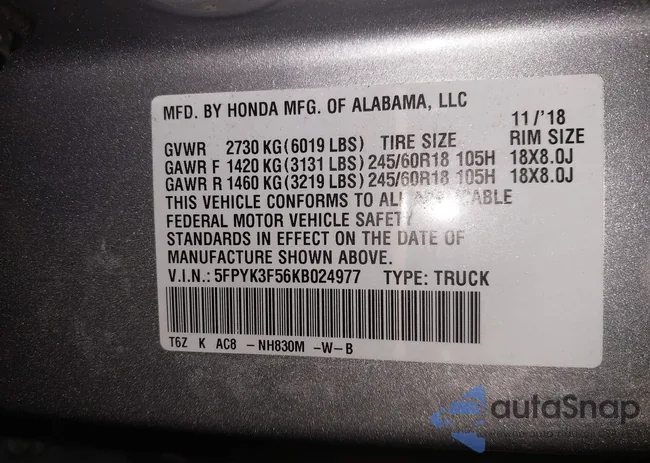 MFD. BY HONDA MFG. OF ALABAMA, LLC 11/'18
GVWR 2730 KG(6019 LBS) TIRE SIZE RIM SIZE
GAWR F 1420 KG(3131 LBS) 245/60R18 105H 18X8.0J
GAWR R 1460 KG(3219 LBS) 245/60R18 105H 18X8.0J
THIS VEHICLE CONFORMS TO ALL APPLICABLE
FEDERAL MOTOR VEHICLE SAFETY
STANDARDS IN EFFECT ON THE DATE OF
MANUFACTURE SHOWN ABOVE.
V.I.N.: 5FPYK3F56KB024977 TYPE: TRUCK
T6Z K AC8 - NH830M -W-B
autaSnap